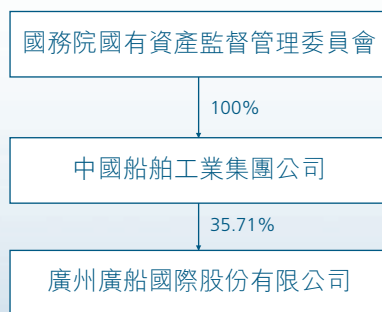 國務院國有資產監督管理委員會
100%
中國船舶工業集團公司
35.71%
廣州廣船國際股份有限公司